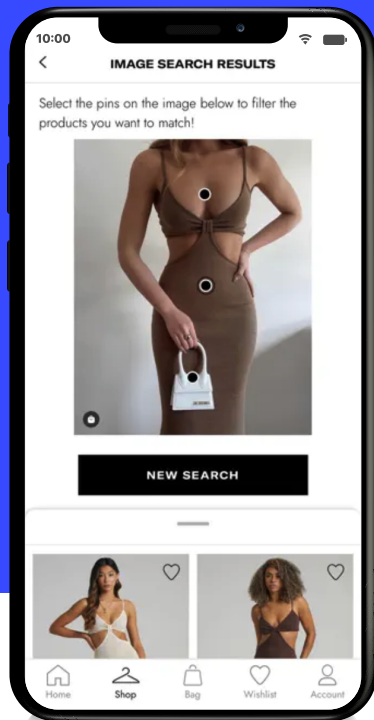 10:00
IMAGE SEARCH RESULTS
Select the pins on the image below to filter the
products you want to match!
NEW SEARCH
Home
Shop
Bag
Wishlist
Account